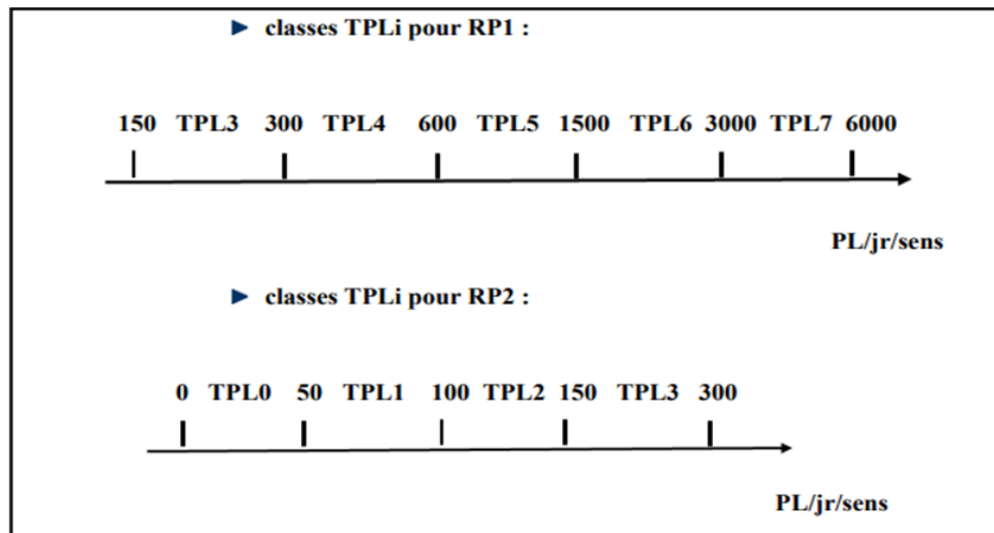 ► classes TPLi pour RP1 :
150 TPL3 300 TPL4 600 TPL5 1500 TPL6 3000 TPL7 6000
PL/jr/sens
► classes TPLi pour RP2 :
0 TPL0 50 TPL1 100 TPL2 150 TPL3 300
PL/jr/sens